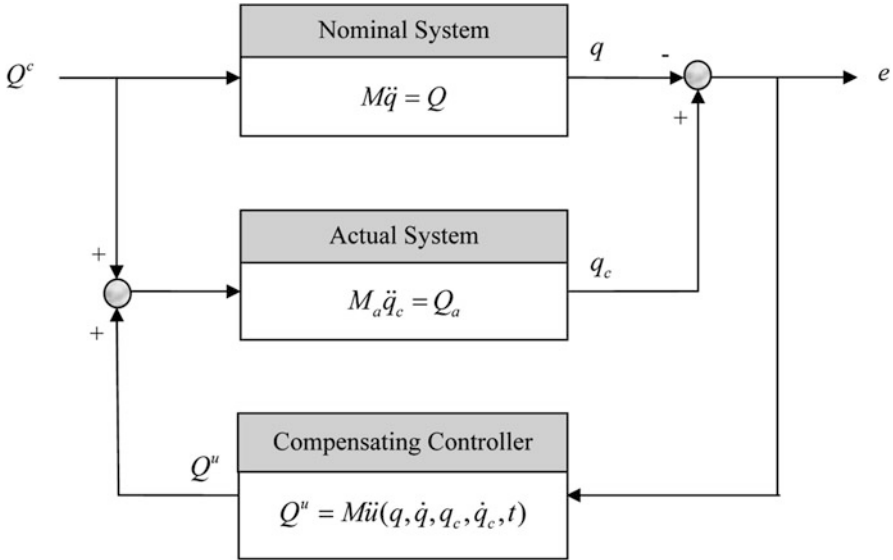 Nominal System
Q^c
q
-
e
Mq̈ = Q
+
Actual System
+
q_c
M_a q̈_c = Q_a
+
Compensating Controller
Q^u
Q^u = Mü(q, q̇, q_c, q̇_c, t)